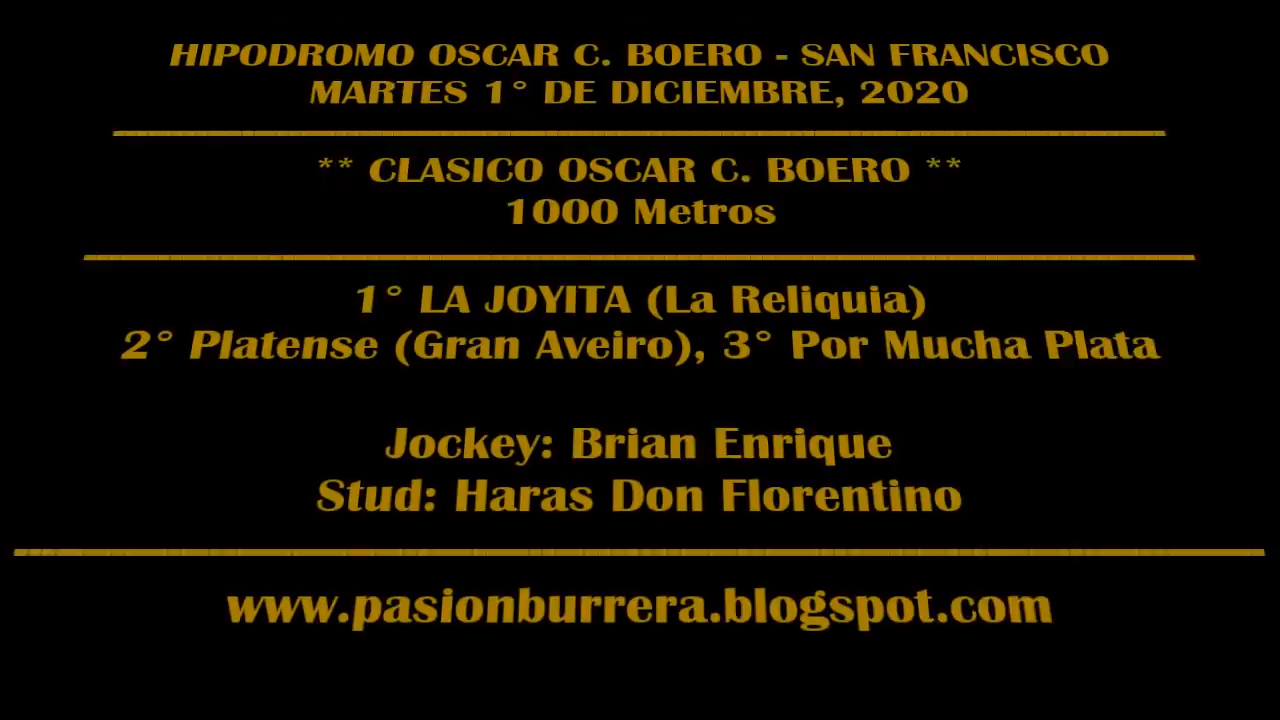 HIPODROMO OSCAR C. BOERO - SAN FRANCISCO
MARTES 1° DE DICIEMBRE, 2020
** CLASICO OSCAR C. BOERO **
1000 Metros
1° LA JOYITA (La Reliquia)
2° Platense (Gran Aveiro), 3° Por Mucha Plata
Jockey: Brian Enrique
Stud: Haras Don Florentino
www.pasionburrera.blogspot.com